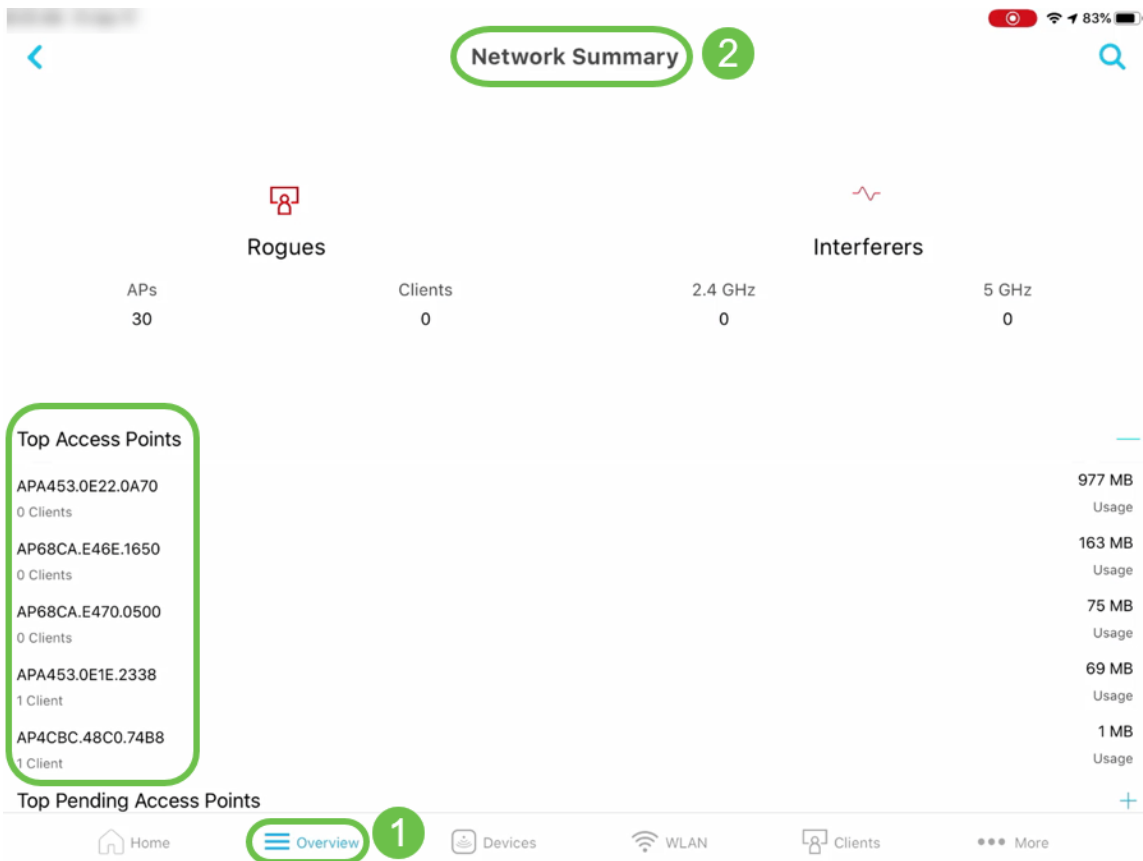 83%
Network Summary 2
Rogues Interferers
APs Clients 2.4 GHz 5 GHz
30 0 0 0
Top Access Points
APA453.0E22.0A70 977 MB
0 Clients Usage
AP68CA.E46E.1650 163 MB
0 Clients Usage
AP68CA.E470.0500 75 MB
0 Clients Usage
APA453.0E1E.2338 69 MB
1 Client Usage
AP4CBC.48C0.74B8 1 MB
1 Client Usage
Top Pending Access Points
Home Overview 1 Devices WLAN Clients More